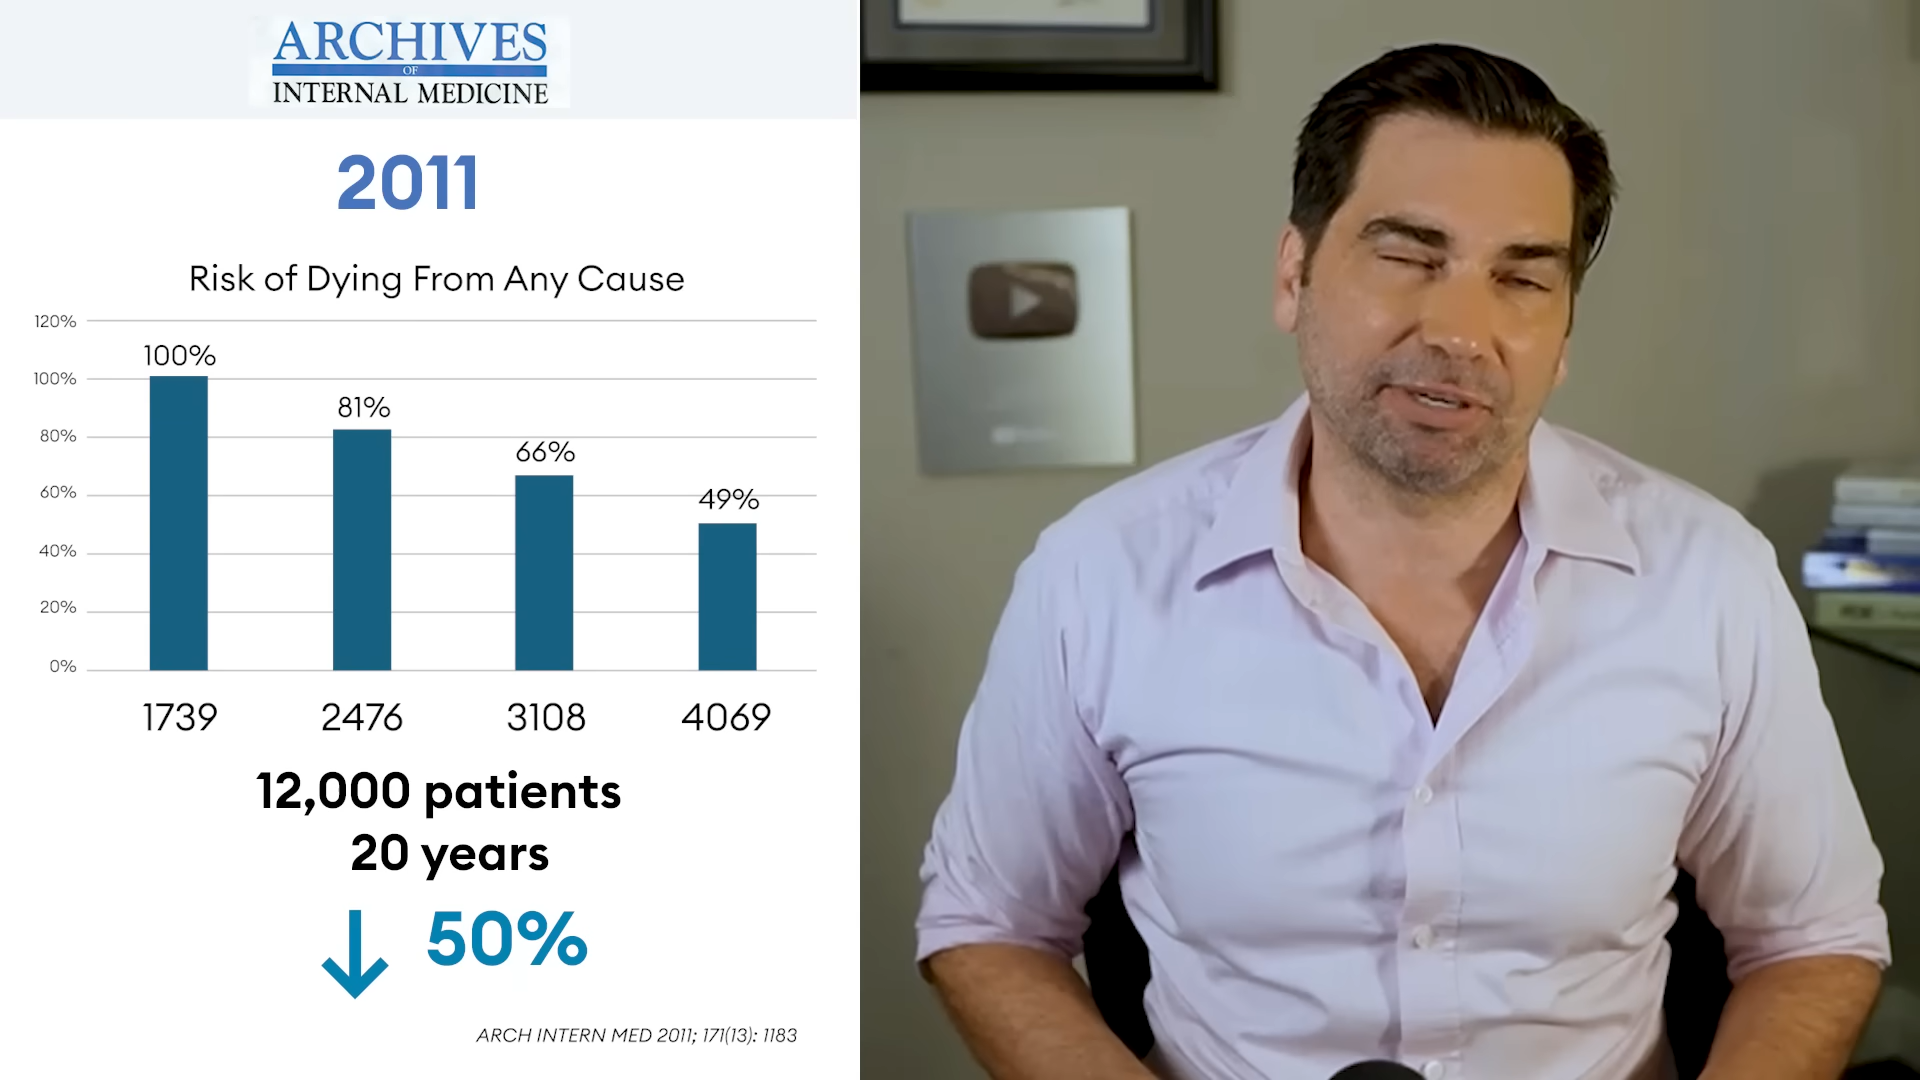 ARCHIVES
OF
INTERNAL MEDICINE
2011
Risk of Dying From Any Cause
120%
100%
80%
60%
40%
20%
0%
100%
81%
66%
49%
1739
2476
3108
4069
12,000 patients
20 years
50%
ARCH INTERN MED 2011; 171(13): 1183